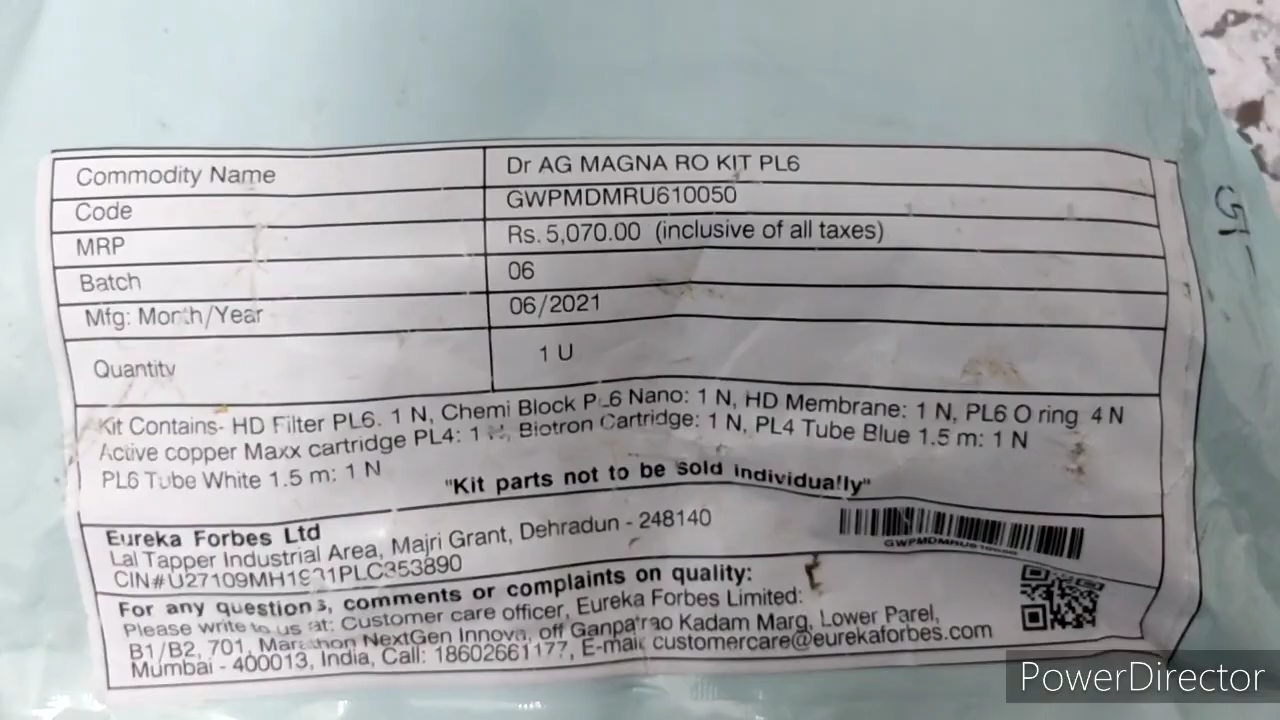 Commodity Name Dr AG MAGNA RO KIT PL6
Code GWPMDMRU610050
MRP Rs. 5,070.00 (inclusive of all taxes)
Batch 06
Mfg: Month/Year 06/2021
Quantity 1 U
Kit Contains- HD Filter PL6. 1 N, Chemi Block PL6 Nano: 1 N, HD Membrane: 1 N, PL6 O ring 4 N
Active copper Maxx cartridge PL4: 1 N, Biotron Cartridge: 1 N, PL4 Tube Blue 1.5 m: 1 N
PL6 Tube White 1.5 m: 1 N
"Kit parts not to be sold individually"
Eureka Forbes Ltd
Lal Tapper Industrial Area, Majri Grant, Dehradun - 248140
CIN#U27109MH1931PLC353890
For any questions, comments or complaints on quality:
Please write to us at: Customer care officer, Eureka Forbes Limited:
B1/B2, 701, Marathon NextGen Innova, off Ganpatrao Kadam Marg, Lower Parel,
Mumbai - 400013, India, Call: 18602661177, E-mail: customercare@eurekaforbes.com
PowerDirector